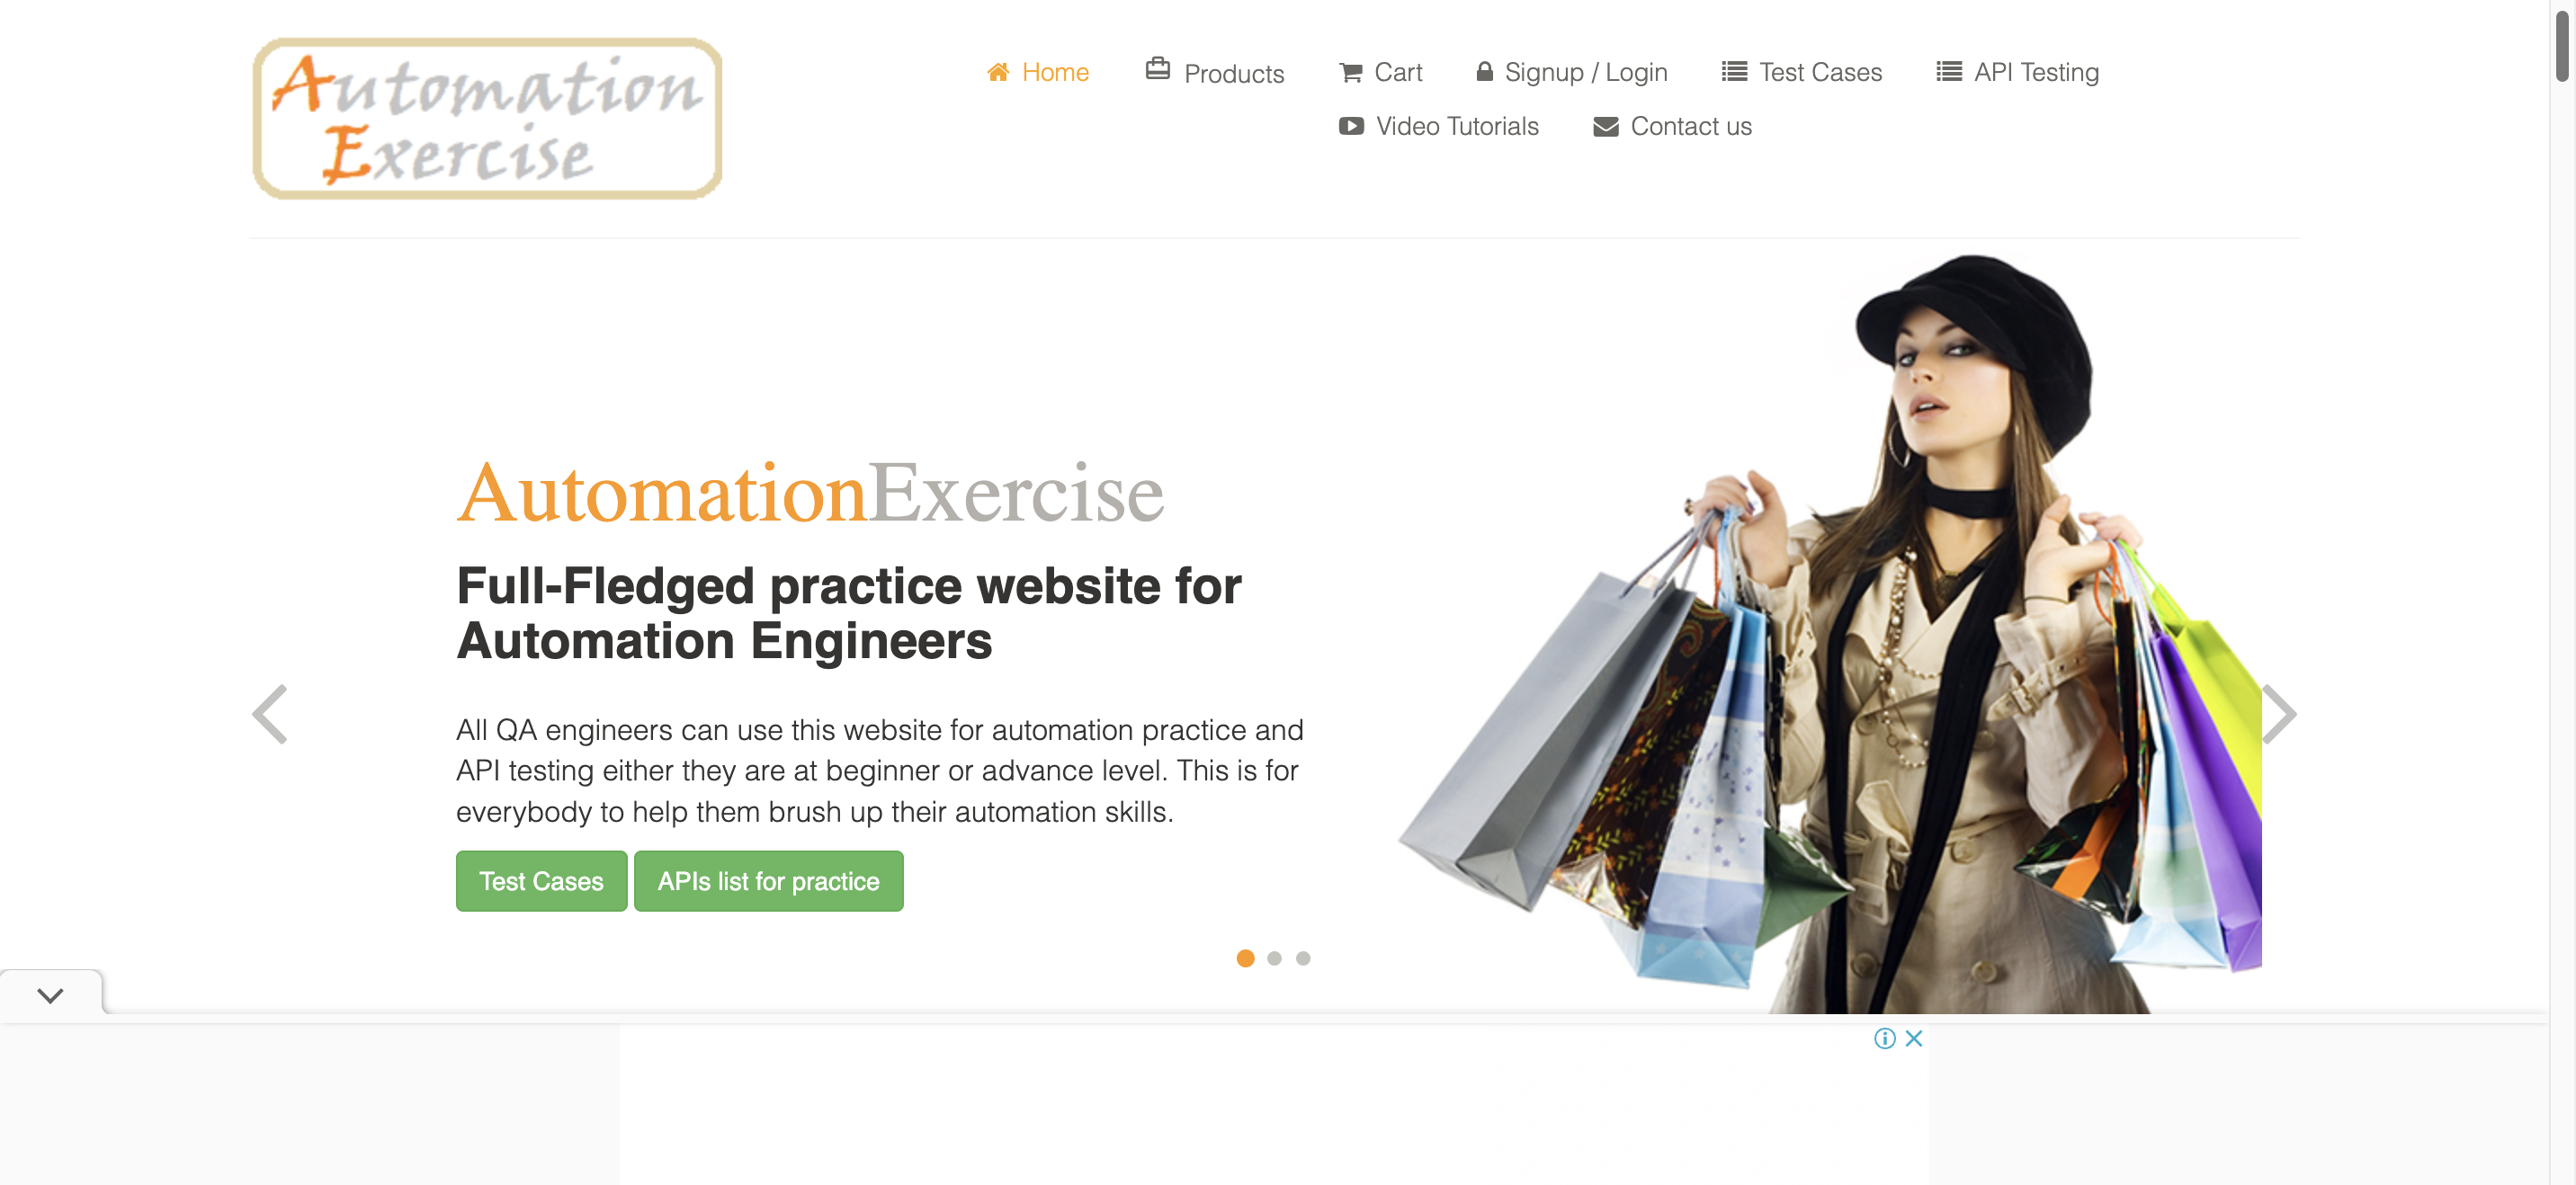 Automation
Exercise
Home Products Cart Signup / Login Test Cases API Testing
Video Tutorials Contact us
AutomationExercise
Full-Fledged practice website for
Automation Engineers
All QA engineers can use this website for automation practice and
API testing either they are at beginner or advance level. This is for
everybody to help them brush up their automation skills.
Test Cases APIs list for practice